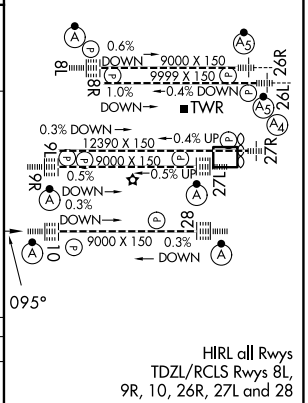 A
P
0.6%
DOWN
9000 X 150
A5
8L
26R
P
9999 X 150
P
8R
1.0%
0.4% DOWN
26L
DOWN
TWR
A5
A4
0.3% DOWN
12390 X 150
0.4% UP
P
27R
9L
P
P
9000 X 150
P
9R
0.5%
0.5% UP
27L
A
DOWN
0.3%
A
DOWN
P
28
P
9000 X 150
0.3%
A
10
DOWN
A
095°
HIRL all Rwys
TDZL/RCLS Rwys 8L,
9R, 10, 26R, 27L and 28